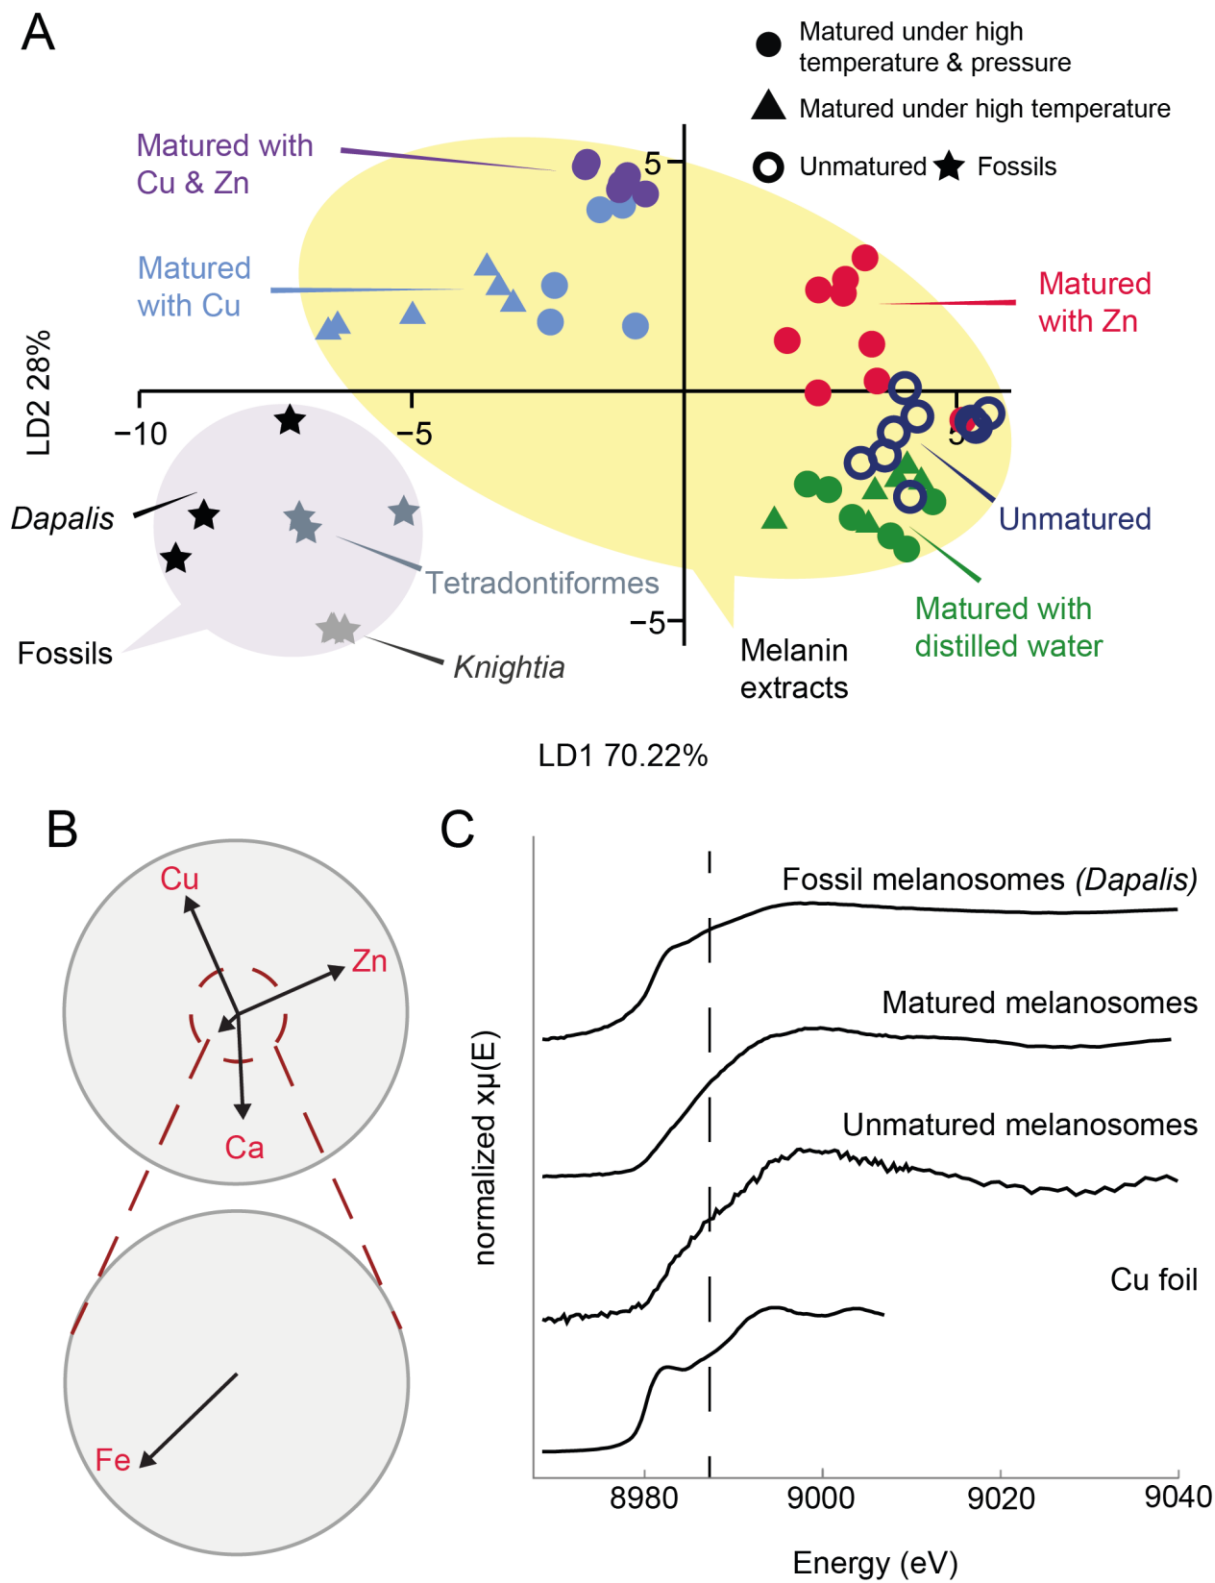 A
Matured under high
temperature & pressure
Matured under high temperature
Unmatured
Fossils
Matured with
Cu & Zn
5
Matured
with Cu
Matured
with Zn
LD2 28%
−10
−5
5
Dapalis
Unmatured
Tetradontiformes
Matured with
distilled water
−5
Fossils
Knightia
Melanin
extracts
LD1 70.22%
B
Cu
Zn
Ca
Fe
C
Fossil melanosomes (Dapalis)
Matured melanosomes
Unmatured melanosomes
Cu foil
normalized xμ(E)
8980
9000
9020
9040
Energy (eV)